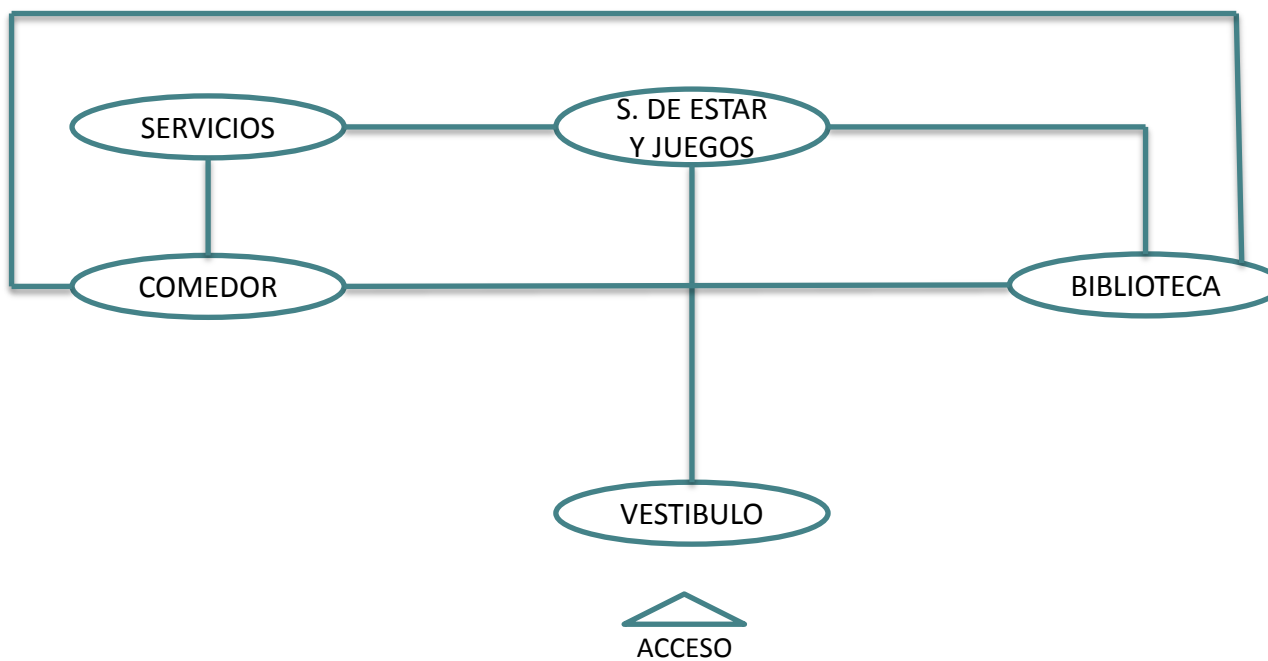 SERVICIOS
S. DE ESTAR
Y JUEGOS
COMEDOR
BIBLIOTECA
VESTIBULO
ACCESO